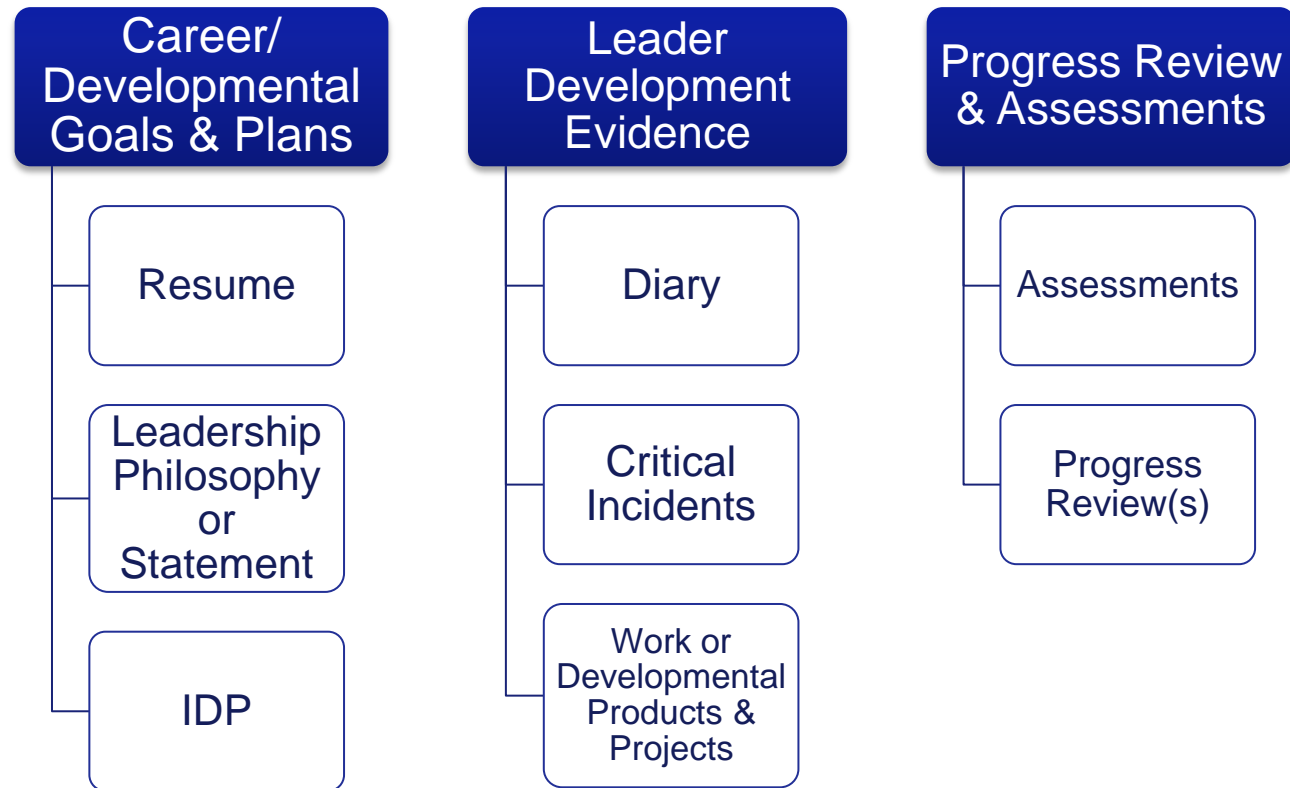 Career/
Developmental
Goals & Plans
Resume
Leadership
Philosophy
or
Statement
IDP
Leader
Development
Evidence
Diary
Critical
Incidents
Work or
Developmental
Products &
Projects
Progress Review
& Assessments
Assessments
Progress
Review(s)